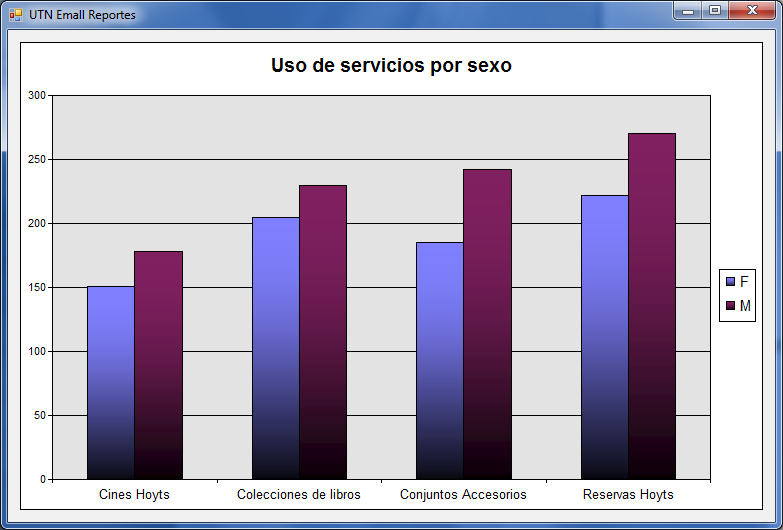 UTN Emall Reportes
Uso de servicios por sexo
300
250
200
150
100
50
0
F
M
Cines Hoyts
Colecciones de libros
Conjuntos Accesorios
Reservas Hoyts